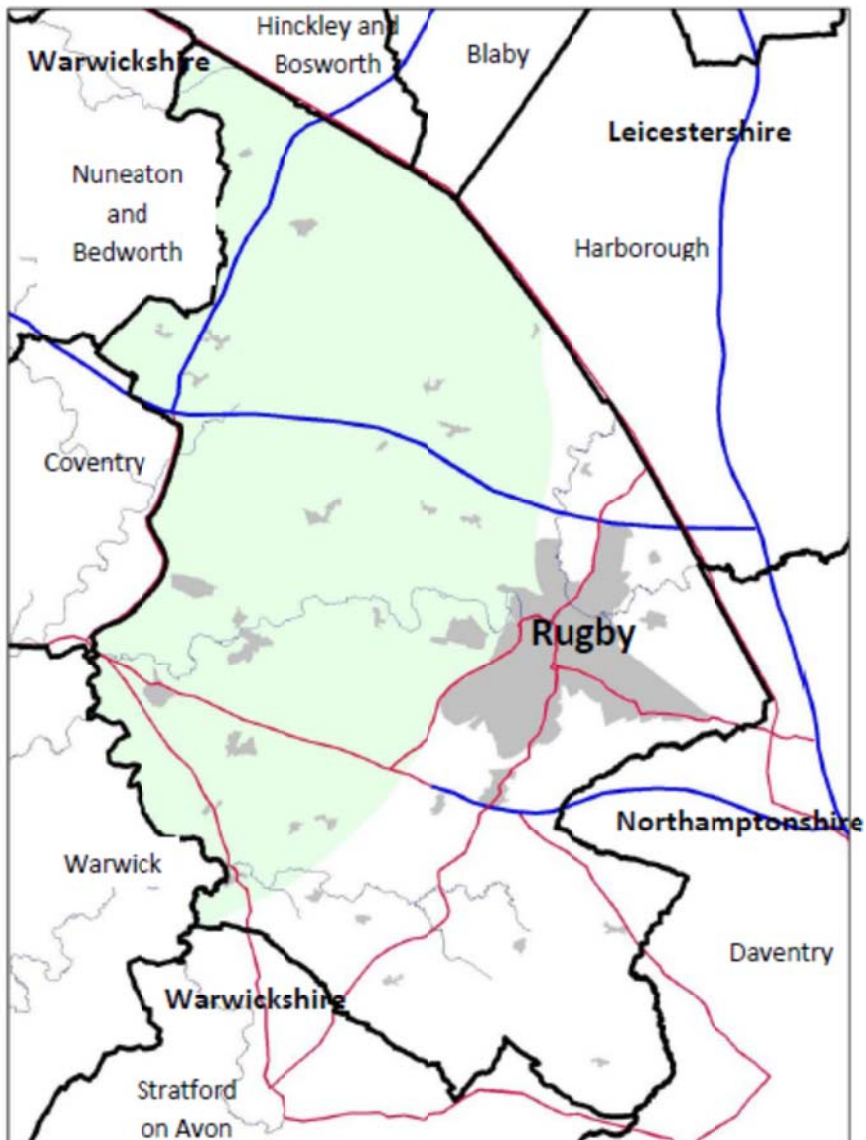 Hinckley and
Bosworth
Blaby
Warwickshire
Leicestershire
Nuneaton
and
Bedworth
Harborough
Coventry
Rugby
Northamptonshire
Warwick
Daventry
Warwickshire
Stratford
on Avon